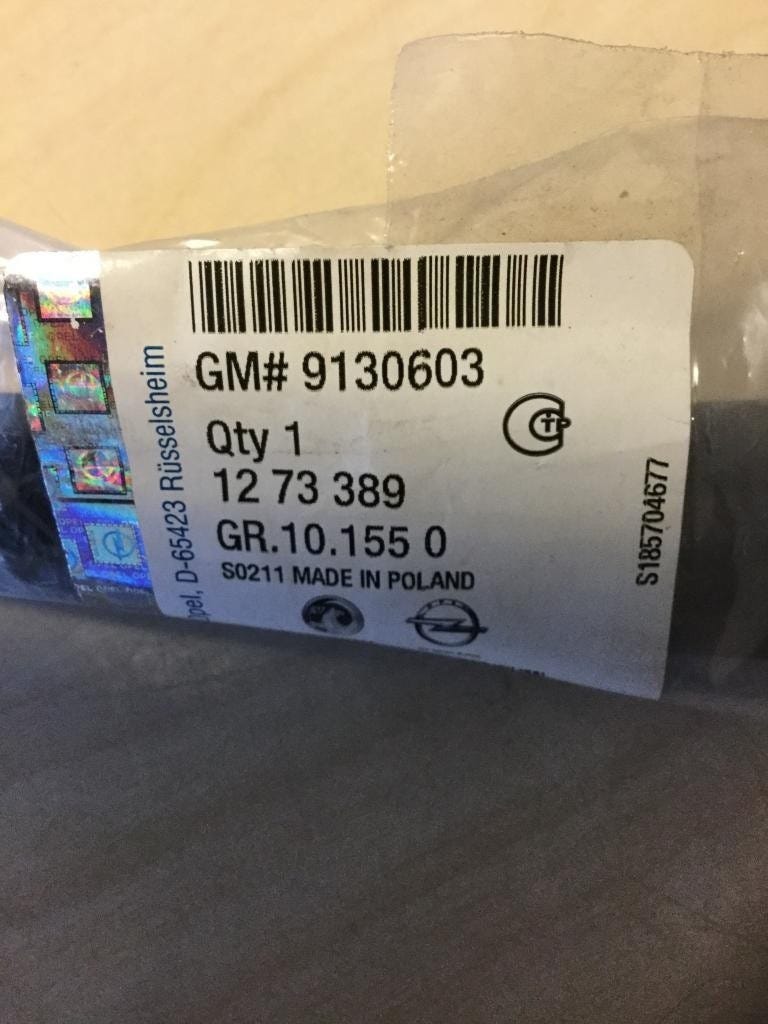 GM# 9130603
Qty 1
12 73 389
GR.10.155 0
S0211 MADE IN POLAND
pel, D-65423 Rüsselsheim
S185704677